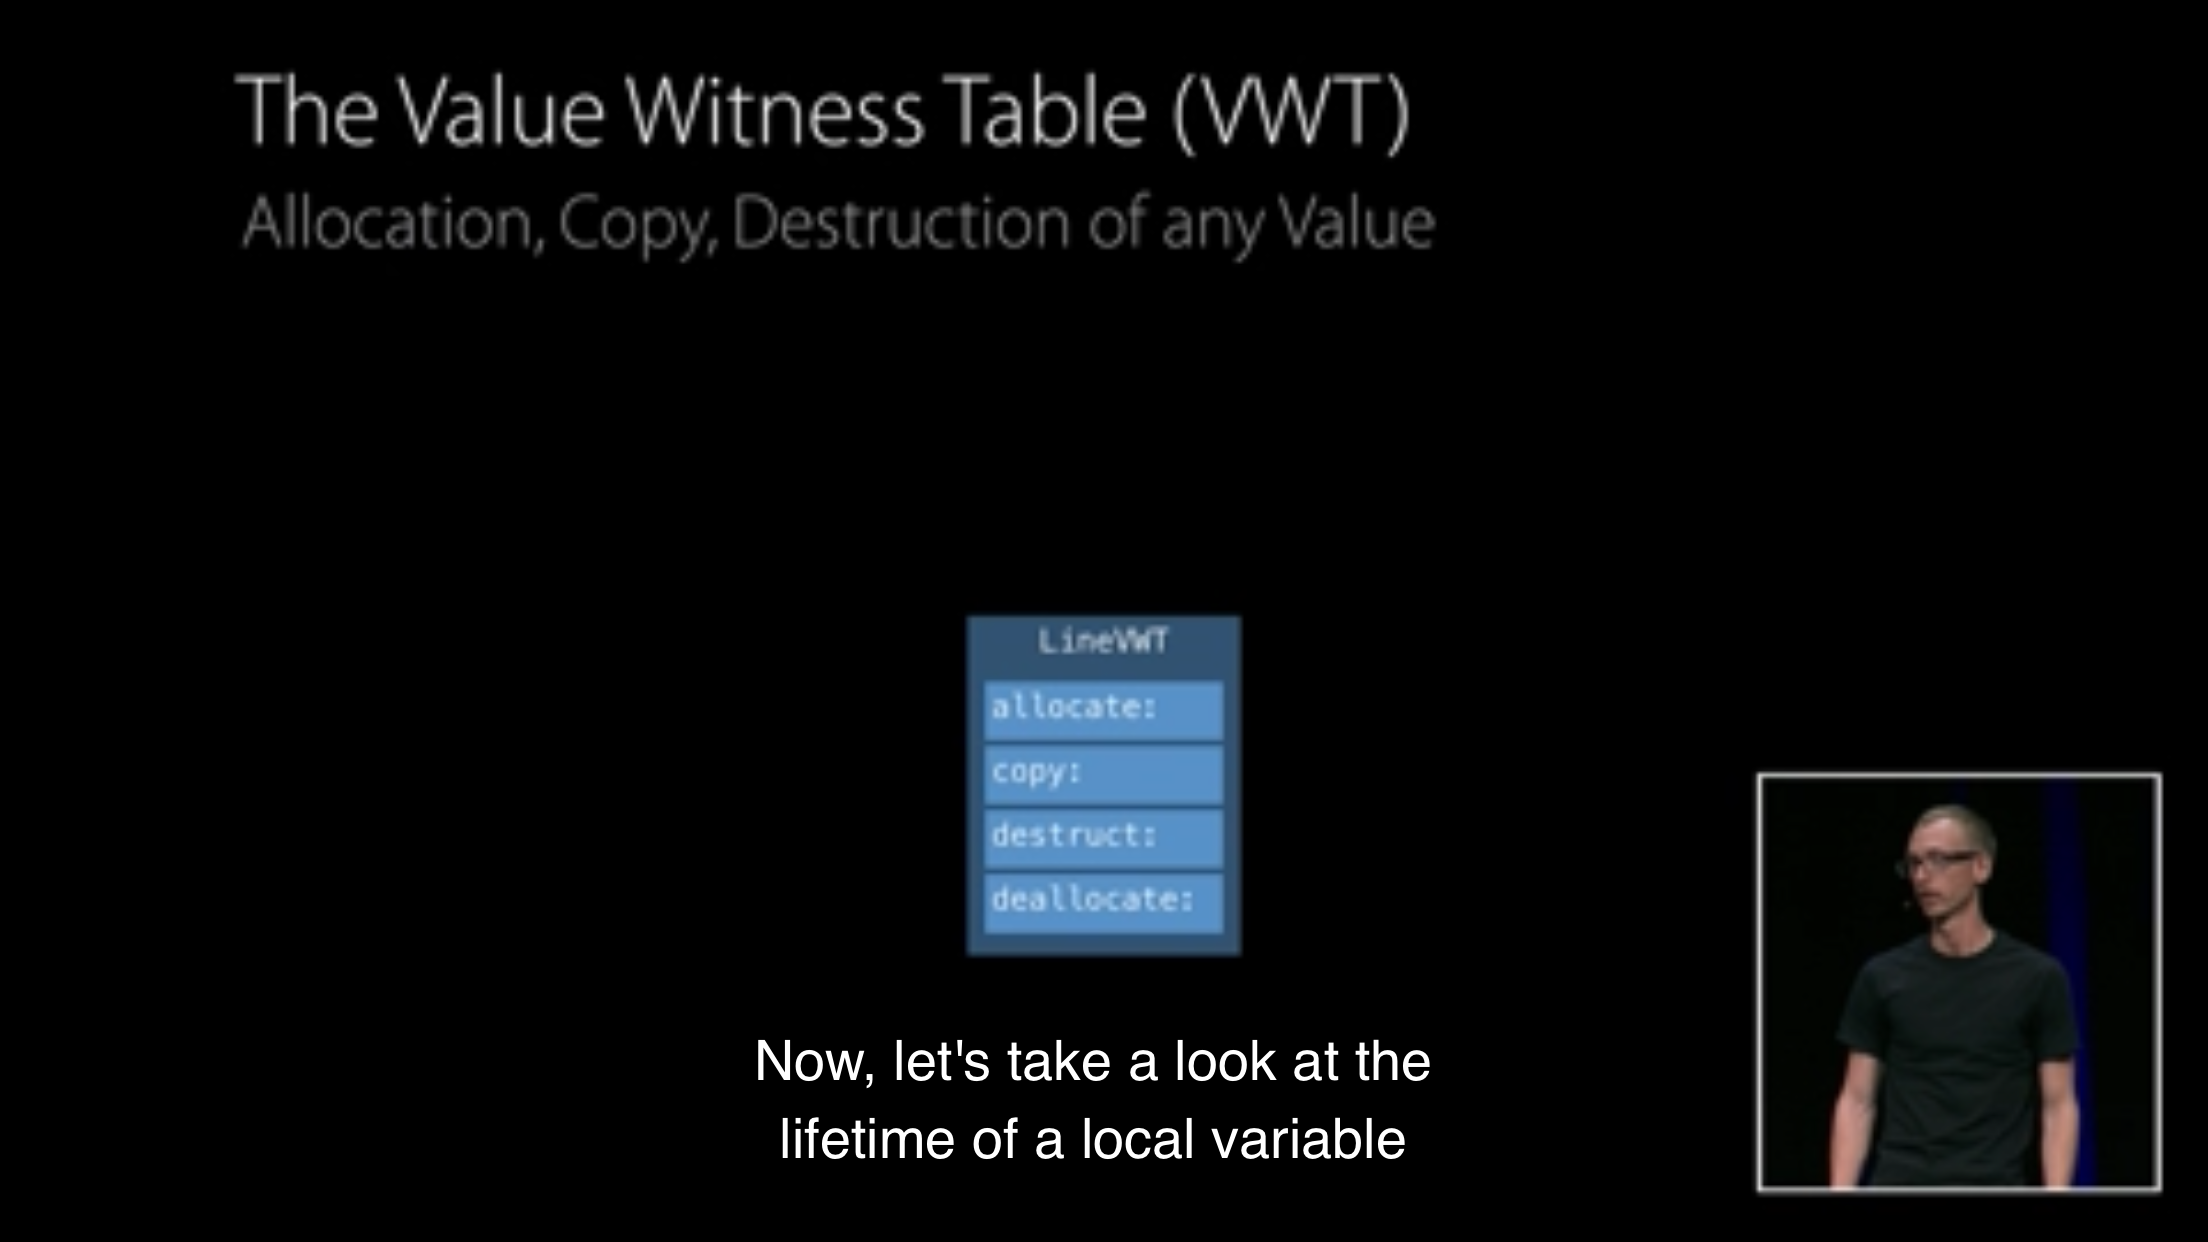 The Value Witness Table (VWT)
Allocation, Copy, Destruction of any Value
LineVWT
allocate:
copy:
destruct:
deallocate:
Now, let's take a look at the
lifetime of a local variable